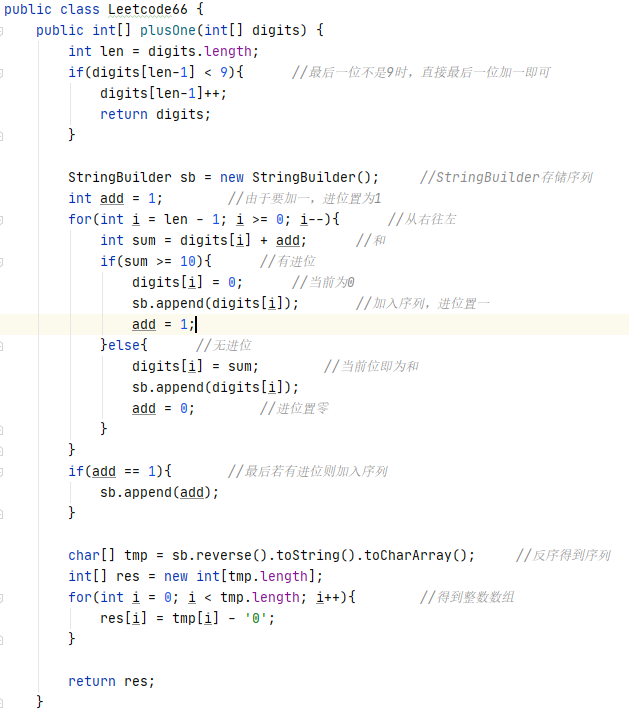 public class Leetcode66 {
    public int[] plusOne(int[] digits) {
        int len = digits.length;
        if(digits[len-1] < 9){      //最后一位不是9时，直接最后一位加一即可
            digits[len-1]++;
            return digits;
        }
        StringBuilder sb = new StringBuilder();     //StringBuilder存储序列
        int add = 1;        //由于要加一，进位置为1
        for(int i = len - 1; i >= 0; i--){      //从右往左
            int sum = digits[i] + add;      //和
            if(sum >= 10){      //有进位
                digits[i] = 0;      //当前为0
                sb.append(digits[i]);       //加入序列，进位置一
                add = 1;
            }else{      //无进位
                digits[i] = sum;        //当前位即为和
                sb.append(digits[i]);
                add = 0;        //进位置零
            }
        }
        if(add == 1){       //最后若有进位则加入序列
            sb.append(add);
        }
        char[] tmp = sb.reverse().toString().toCharArray();     //反序得到序列
        int[] res = new int[tmp.length];
        for(int i = 0; i < tmp.length; i++){        //得到整数数组
            res[i] = tmp[i] - '0';
        }
        return res;
    }